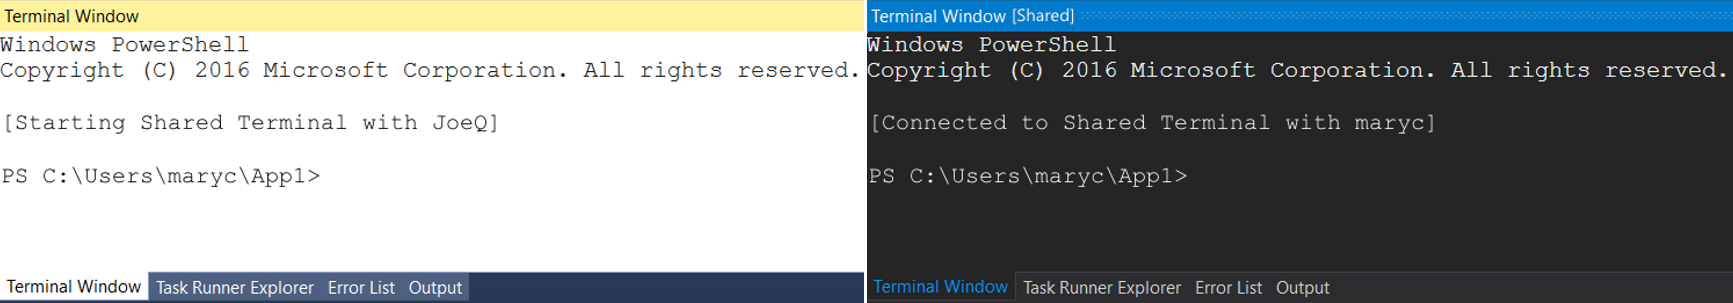 Terminal Window
Windows PowerShell
Copyright (C) 2016 Microsoft Corporation. All rights reserved.
[Starting Shared Terminal with JoeQ]
PS C:\Users\maryc\App1>
Terminal Window Task Runner Explorer Error List Output
Terminal Window [Shared]
Windows PowerShell
Copyright (C) 2016 Microsoft Corporation. All rights reserved.
[Connected to Shared Terminal with maryc]
PS C:\Users\maryc\App1>
Terminal Window Task Runner Explorer Error List Output